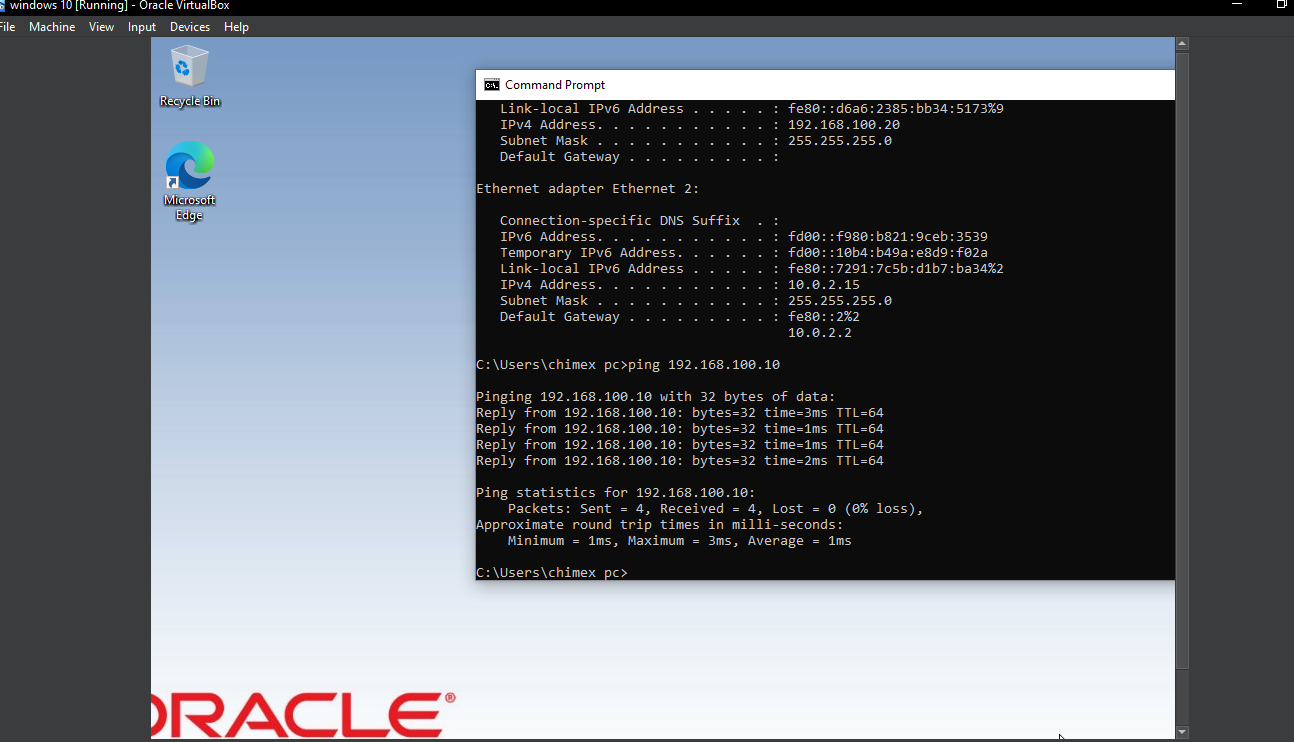 windows 10 [Running] - Oracle VirtualBox
File Machine View Input Devices Help
Recycle Bin
Microsoft
Edge
Command Prompt
Link-local IPv6 Address . . . . . : fe80::d6a6:2385:bb34:5173%9
IPv4 Address. . . . . . . . . . . : 192.168.100.20
Subnet Mask . . . . . . . . . . . : 255.255.255.0
Default Gateway . . . . . . . . . :
Ethernet adapter Ethernet 2:
Connection-specific DNS Suffix  . :
IPv6 Address. . . . . . . . . . . : fd00::f980:b821:9ceb:3539
Temporary IPv6 Address. . . . . . : fd00::10b4:b49a:e8d9:f02a
Link-local IPv6 Address . . . . . : fe80::7291:7c5b:d1b7:ba34%2
IPv4 Address. . . . . . . . . . . : 10.0.2.15
Subnet Mask . . . . . . . . . . . : 255.255.255.0
Default Gateway . . . . . . . . . : fe80::2%2
10.0.2.2
C:\Users\chimex pc>ping 192.168.100.10
Pinging 192.168.100.10 with 32 bytes of data:
Reply from 192.168.100.10: bytes=32 time=3ms TTL=64
Reply from 192.168.100.10: bytes=32 time=1ms TTL=64
Reply from 192.168.100.10: bytes=32 time=1ms TTL=64
Reply from 192.168.100.10: bytes=32 time=2ms TTL=64
Ping statistics for 192.168.100.10:
Packets: Sent = 4, Received = 4, Lost = 0 (0% loss),
Approximate round trip times in milli-seconds:
Minimum = 1ms, Maximum = 3ms, Average = 1ms
C:\Users\chimex pc>
ORACLE®